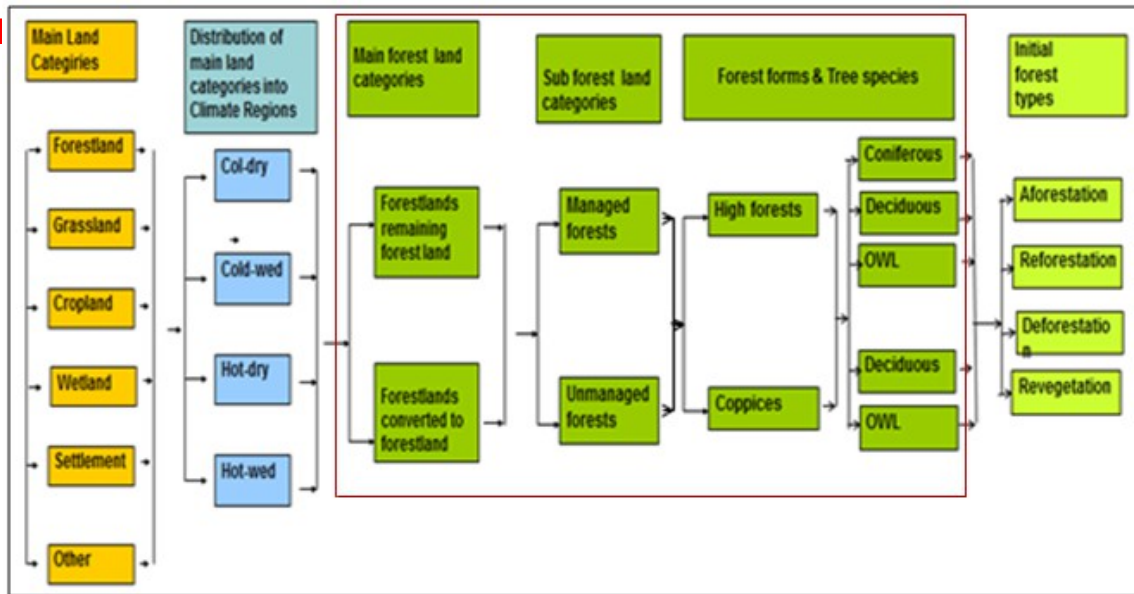 Main Land
Categiries
Distribution of
main land
categories into
Climate Regions
Main forest land
categories
Sub forest land
categories
Forest forms & Tree species
Initial
forest
types
Forestland
Grassland
Cropland
Wetland
Settlement
Other
Col-dry
Cold-wed
Hot-dry
Hot-wed
Forestlands
remaining
forest land
Forestlands
converted to
forestland
Managed
forests
Unmanaged
forests
High forests
Coppices
Coniferous
Deciduous
OWL
Deciduous
OWL
Aforestation
Reforestation
Deforestatio
n
Revegetation